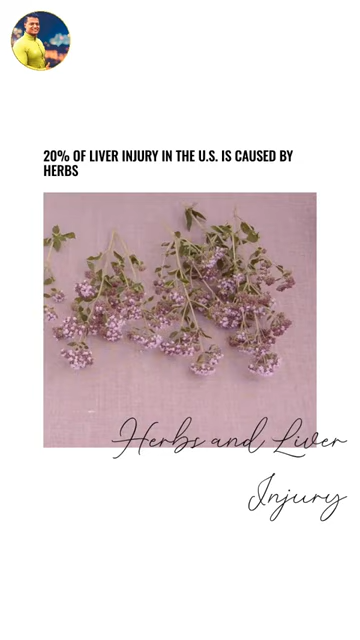 20% OF LIVER INJURY IN THE U.S. IS CAUSED BY
HERBS
Herbs and Liver
Injury